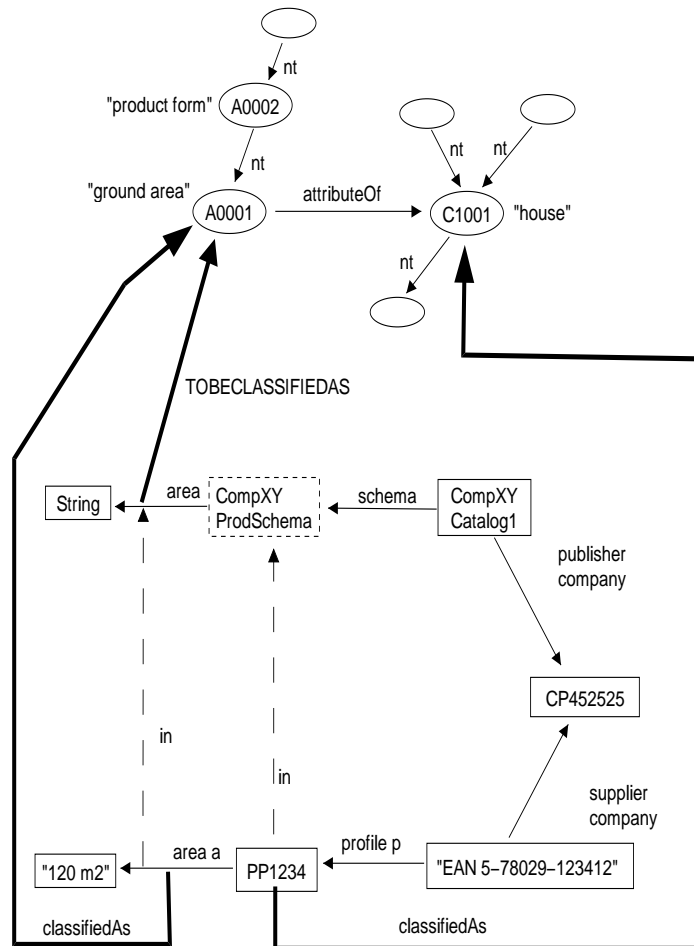 nt
"product form"
A0002
nt
nt
nt
"ground area"
A0001
attributeOf
C1001
"house"
nt
TOBECLASSIFIEDAS
String
area
CompXY
ProdSchema
schema
CompXY
Catalog1
publisher
company
CP452525
in
in
supplier
company
"120 m2"
area a
PP1234
profile p
"EAN 5−78029−123412"
classifiedAs
classifiedAs